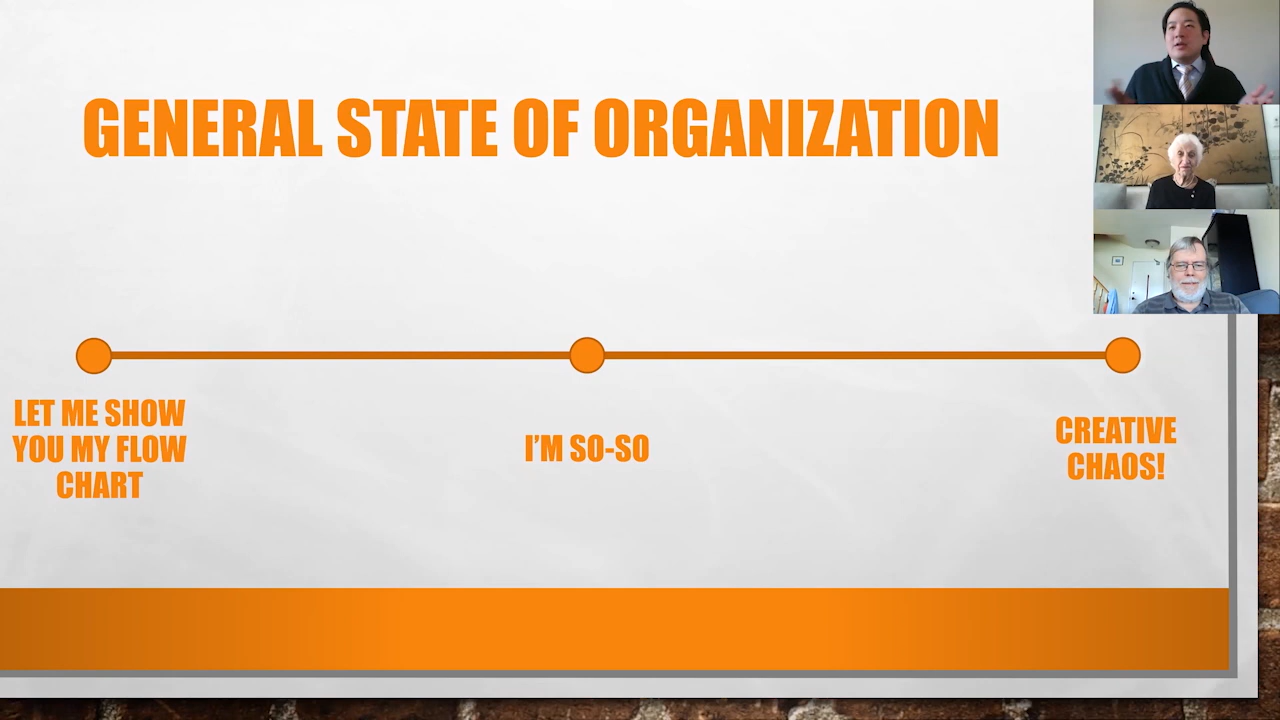 GENERAL STATE OF ORGANIZATION
LET ME SHOW
YOU MY FLOW
CHART
I'M SO-SO
CREATIVE
CHAOS!